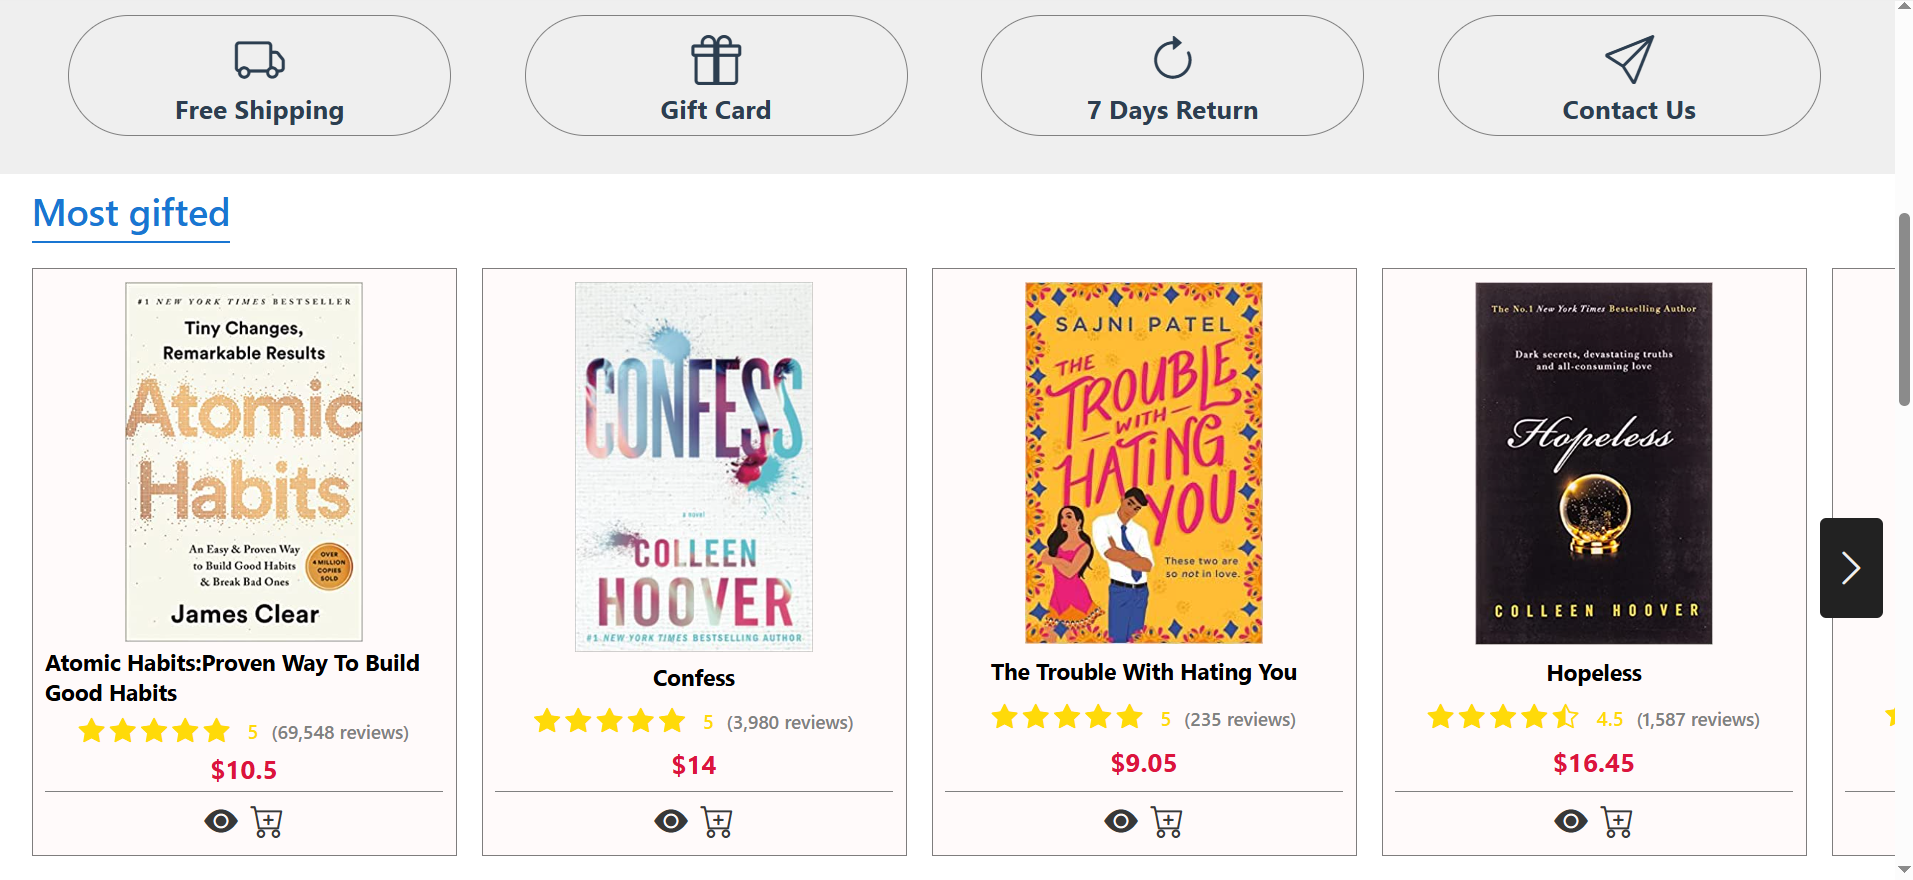 Free Shipping
Gift Card
7 Days Return
Contact Us
Most gifted
#1 NEW YORK TIMES BESTSELLER
Tiny Changes,
Remarkable Results
Atomic
Habits
An Easy & Proven Way
to Build Good Habits
& Break Bad Ones
OVER
4 MILLION
COPIES
SOLD
James Clear
Atomic Habits:Proven Way To Build
Good Habits
5 (69,548 reviews)
$10.5
CONFESS
a novel
COLLEEN
HOOVER
#1 NEW YORK TIMES BESTSELLING AUTHOR
Confess
5 (3,980 reviews)
$14
SAJNI PATEL
THE
TROUBLE
WITH
HATING
YOU
These two are
so not in love.
The Trouble With Hating You
5 (235 reviews)
$9.05
The No.1 New York Times Bestselling Author
Dark secrets, devastating truths
and all-consuming love
Hopeless
COLLEEN HOOVER
Hopeless
4.5 (1,587 reviews)
$16.45